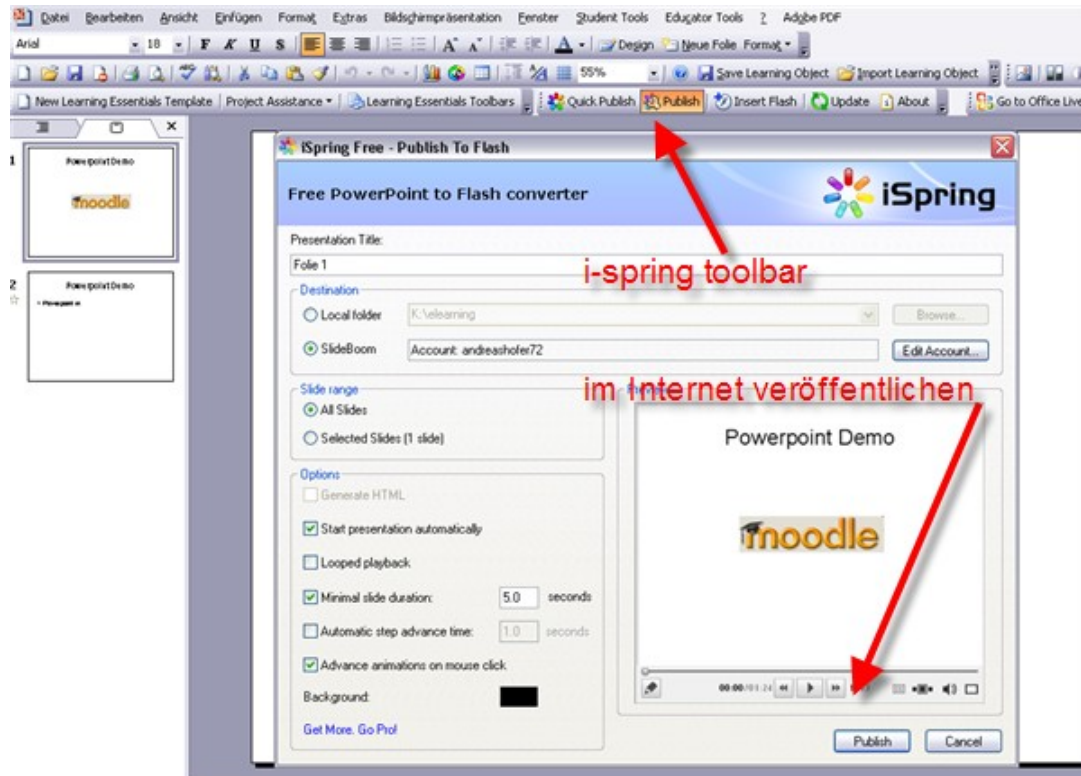 Datei Bearbeiten Ansicht Einfügen Format Extras Bildschirmpräsentation Fenster Student Tools Educator Tools ? Adobe PDF
Arial 18 F K U S A A A Design Neue Folie Format
55% Save Learning Object Import Learning Object
New Learning Essentials Template Project Assistance Learning Essentials Toolbars Quick Publish Publish Insert Flash Update About Go to Office Live
iSpring Free - Publish To Flash
1
Powerpoint Demo
moodle
2
Powerpoint Demo
Free PowerPoint to Flash converter
iSpring
Presentation Title:
Folie 1
i-spring toolbar
Destination
Local folder K:\elearning Browse...
SlideBoom Account: andreashofer72 Edit Account...
im Internet veröffentlichen
Slide range
All Slides
Selected Slides (1 slide)
Options
Generate HTML
Start presentation automatically
Looped playback
Minimal slide duration: 5.0 seconds
Automatic step advance time: 1.0 seconds
Advance animations on mouse click
Background:
Get More. Go Pro!
Powerpoint Demo
moodle
00:00/01:24
Publish Cancel